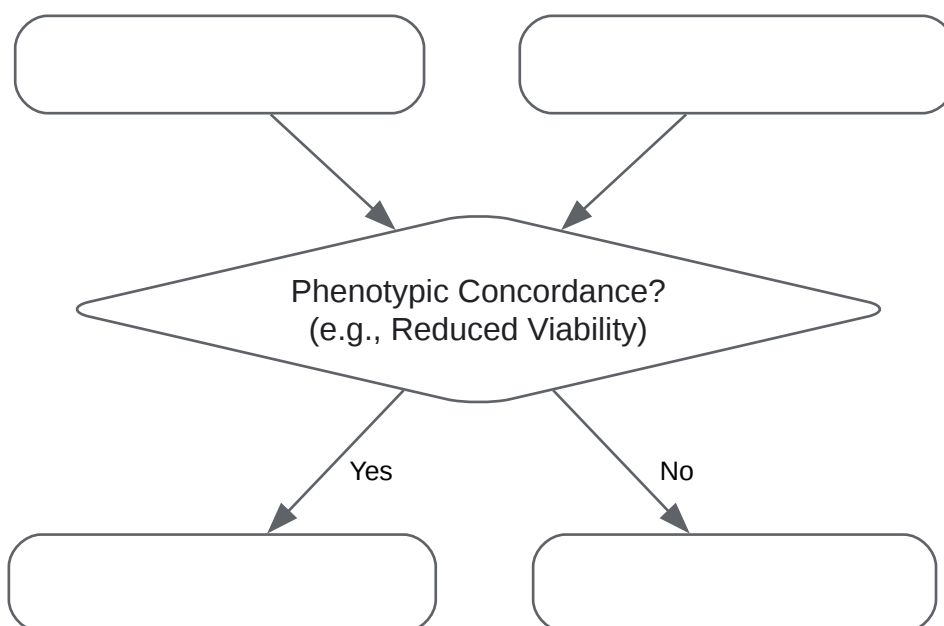 Phenotypic Concordance?
(e.g., Reduced Viability)
Yes
No